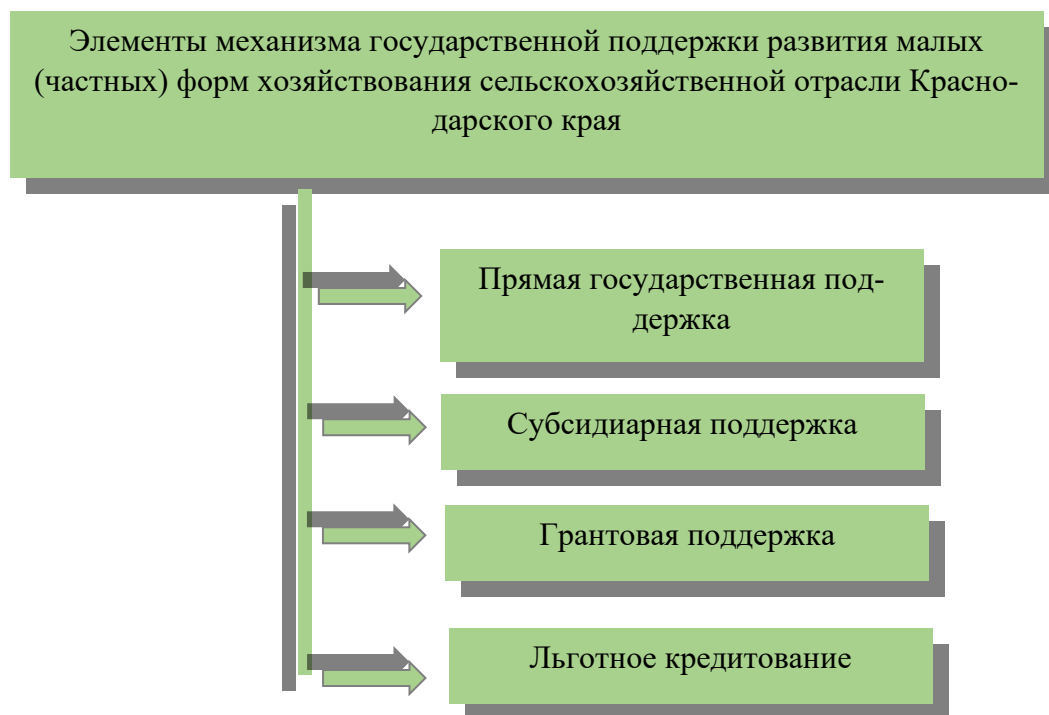 Элементы механизма государственной поддержки развития малых
(частных) форм хозяйствования сельскохозяйственной отрасли Красно-
дарского края
Прямая государственная под-
держка
Субсидиарная поддержка
Грантовая поддержка
Льготное кредитование